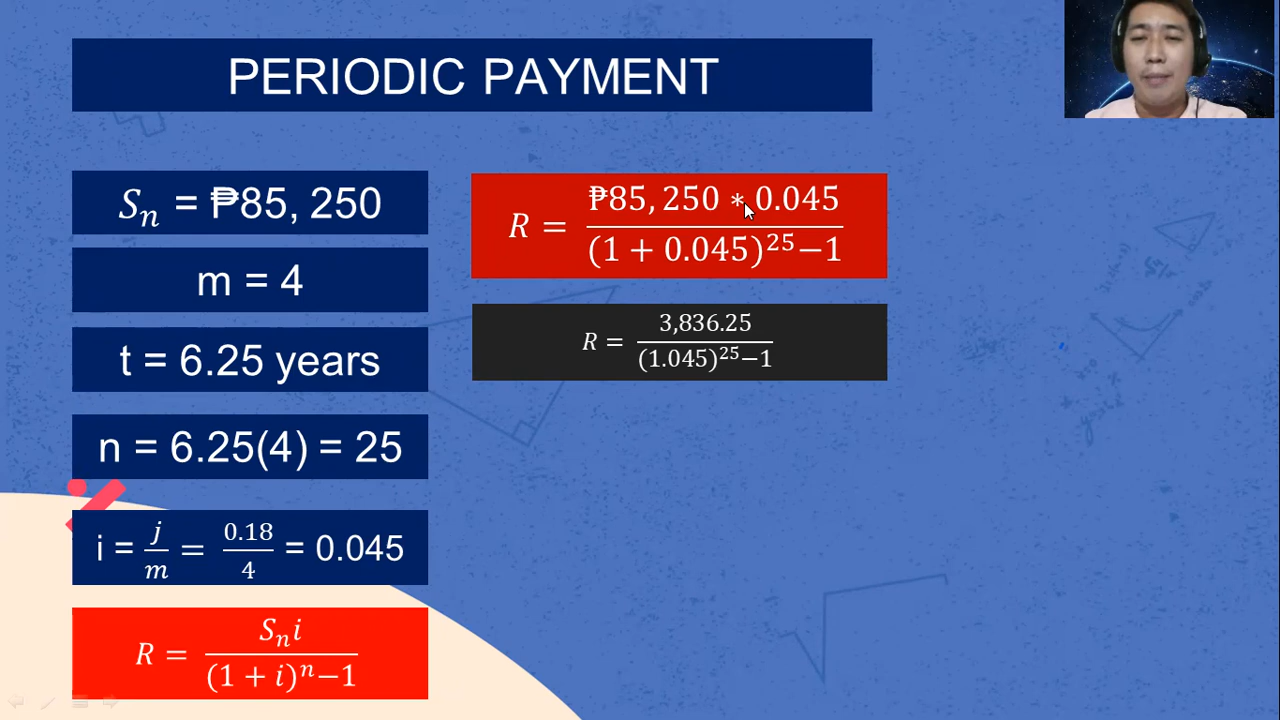 PERIODIC PAYMENT
Sₙ = ₱85, 250
m = 4
t = 6.25 years
n = 6.25(4) = 25
i = j/m = 0.18/4 = 0.045
R = Sₙi/(1 + i)ⁿ−1
R = ₱85, 250 ∗ 0.045/(1 + 0.045)²⁵−1
R = 3,836.25/(1.045)²⁵−1